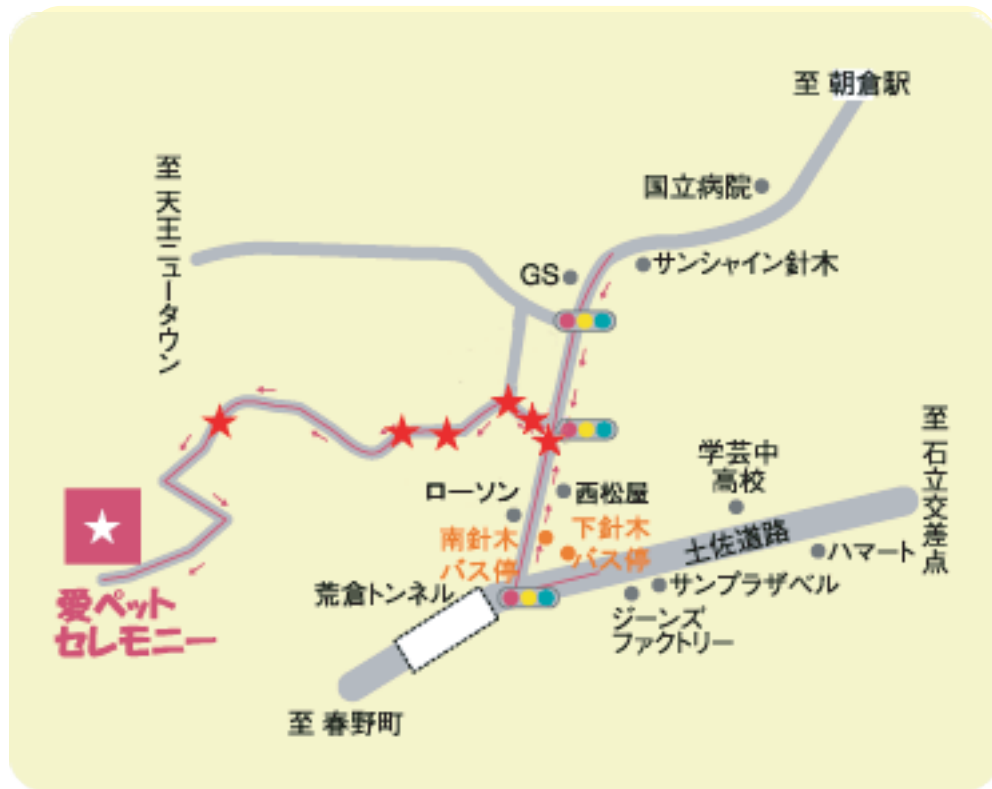 至 朝倉駅
国立病院
至 天王ニュータウン
GS
サンシャイン針木
至 石立交差点
学芸中
高校
ローソン
西松屋
南針木
バス停
下針木
バス停
土佐道路
ハマート
荒倉トンネル
サンプラザベル
ジーンズ
ファクトリー
愛ペット
セレモニー
至 春野町